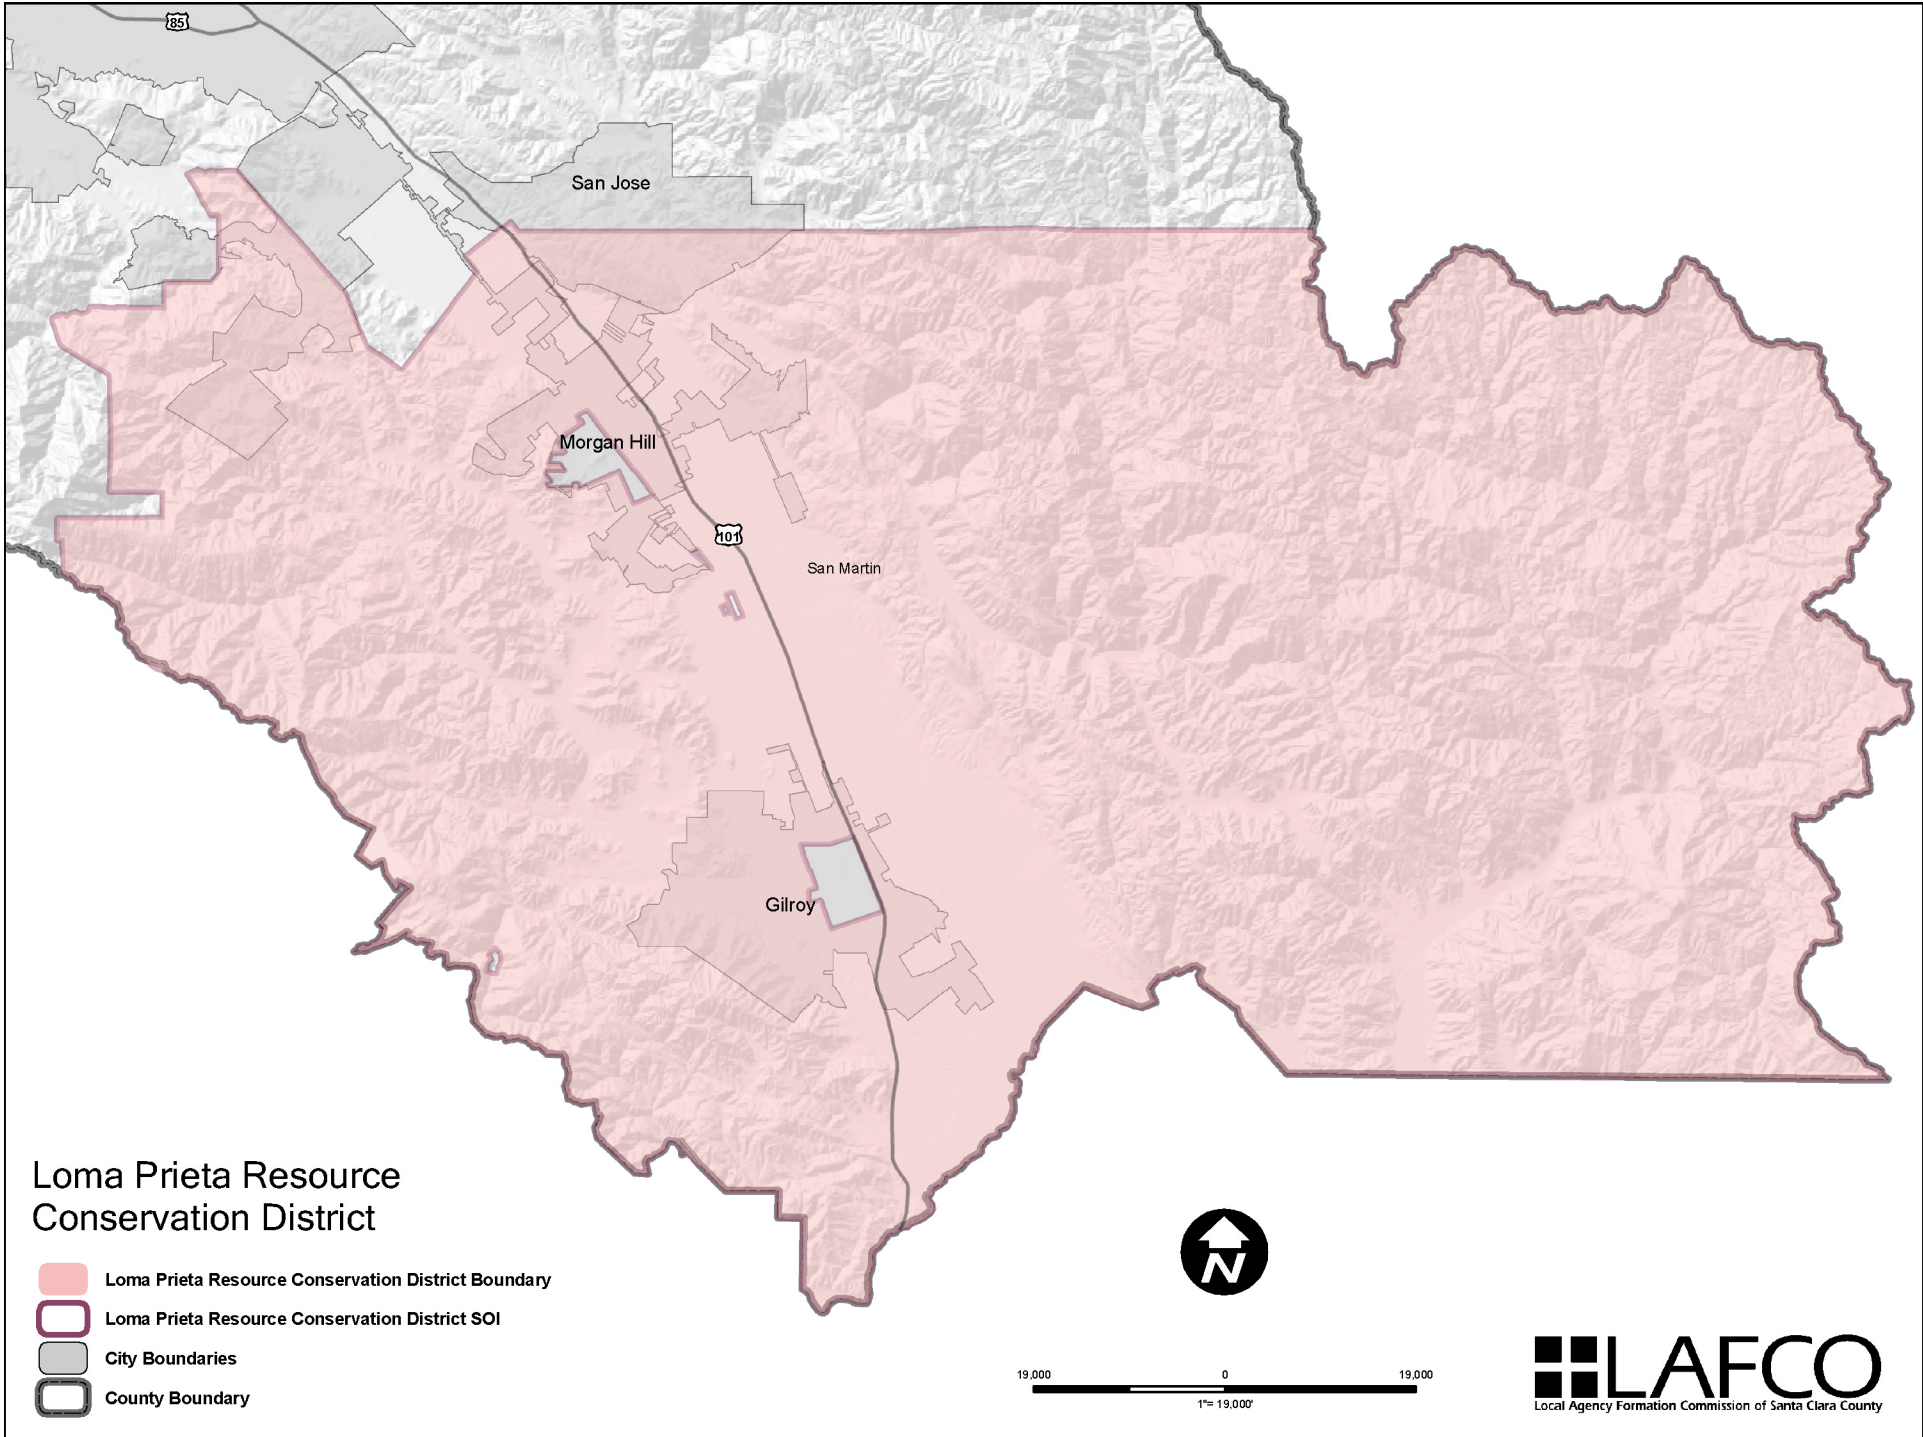 85
San Jose
Morgan Hill
101
San Martin
Gilroy
Loma Prieta Resource
Conservation District
Loma Prieta Resource Conservation District Boundary
Loma Prieta Resource Conservation District SOI
City Boundaries
County Boundary
N
19,000 0 19,000
1"= 19,000'
LAFCO
Local Agency Formation Commission of Santa Clara County